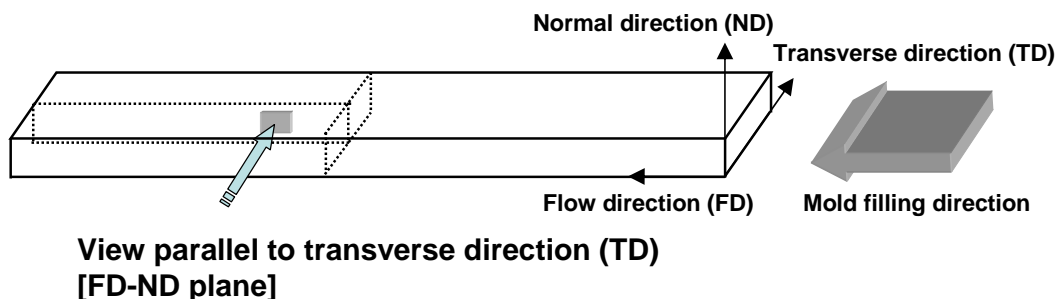 Normal direction (ND)
Transverse direction (TD)
Flow direction (FD)
Mold filling direction
View parallel to transverse direction (TD)
[FD-ND plane]